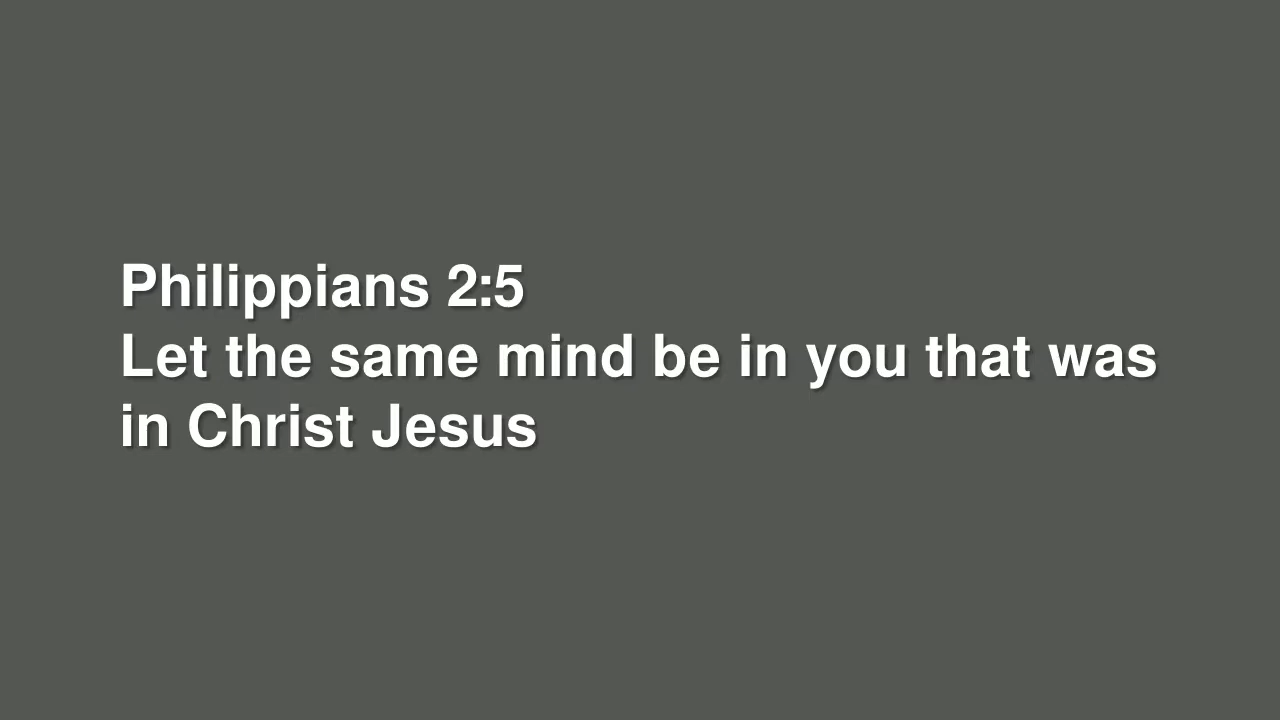 Philippians 2:5
Let the same mind be in you that was
in Christ Jesus